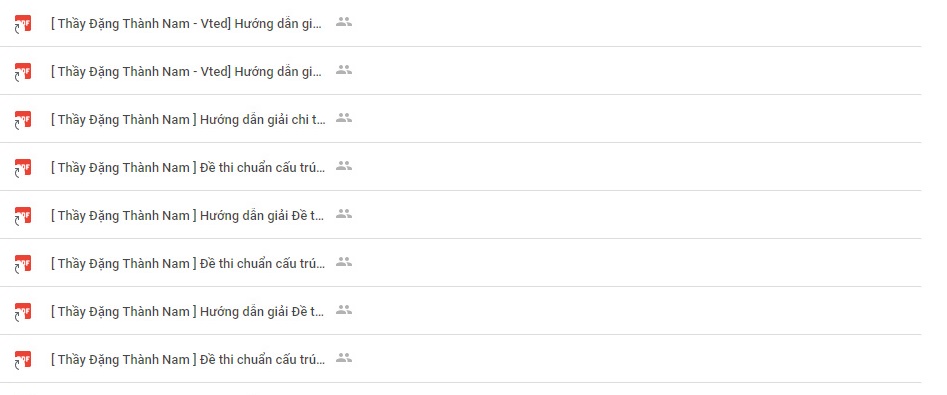 [ Thầy Đặng Thành Nam - Vted] Hướng dẫn gi...
[ Thầy Đặng Thành Nam - Vted] Hướng dẫn gi...
[ Thầy Đặng Thành Nam ] Hướng dẫn giải chi t...
[ Thầy Đặng Thành Nam ] Đề thi chuẩn cấu trú...
[ Thầy Đặng Thành Nam ] Hướng dẫn giải Đề t...
[ Thầy Đặng Thành Nam ] Đề thi chuẩn cấu trú...
[ Thầy Đặng Thành Nam ] Hướng dẫn giải Đề t...
[ Thầy Đặng Thành Nam ] Đề thi chuẩn cấu trú...